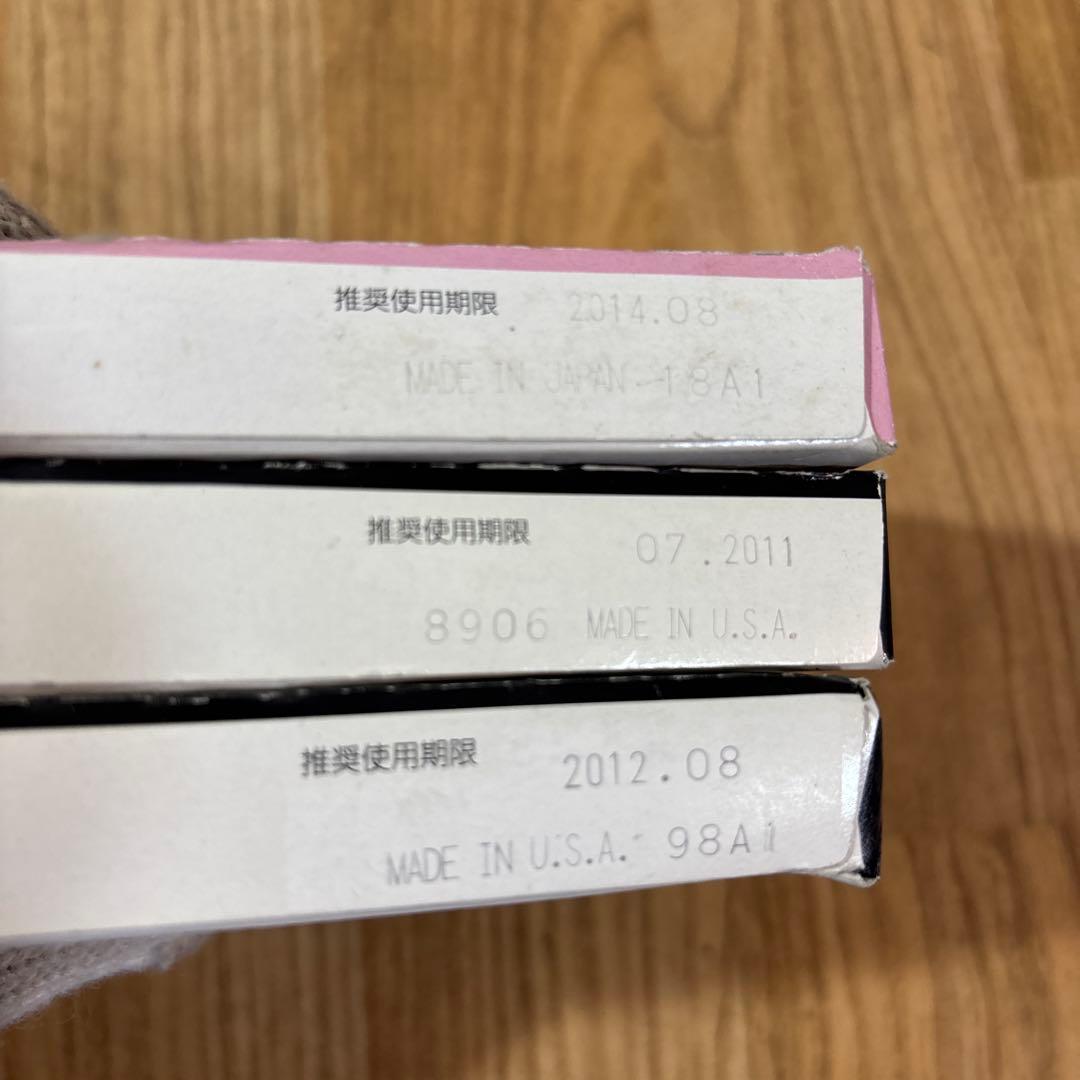 推奨使用期限 2014.08
MADE IN JAPAN 18A1
推奨使用期限 07.2011
8906 MADE IN U.S.A.
推奨使用期限 2012.08
MADE IN U.S.A. 98A1